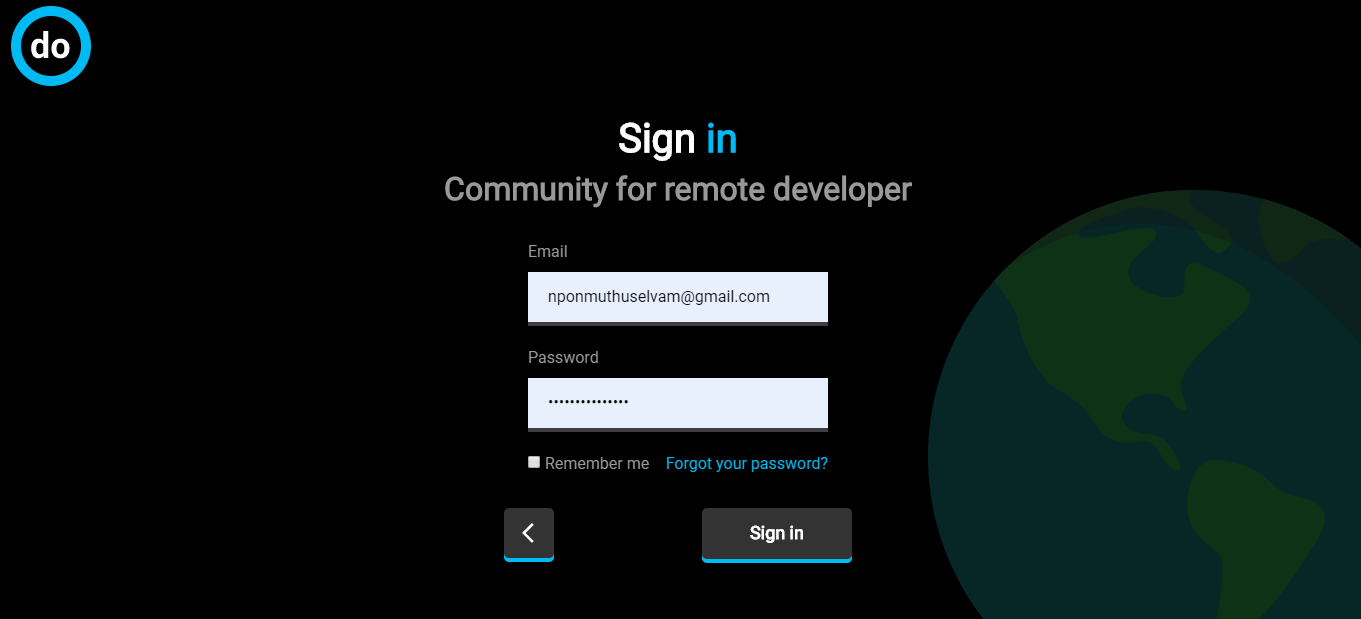 do
Sign in
Community for remote developer
Email
nponmuthuselvam@gmail.com
Password
•••••••••••••••
Remember me Forgot your password?
Sign in